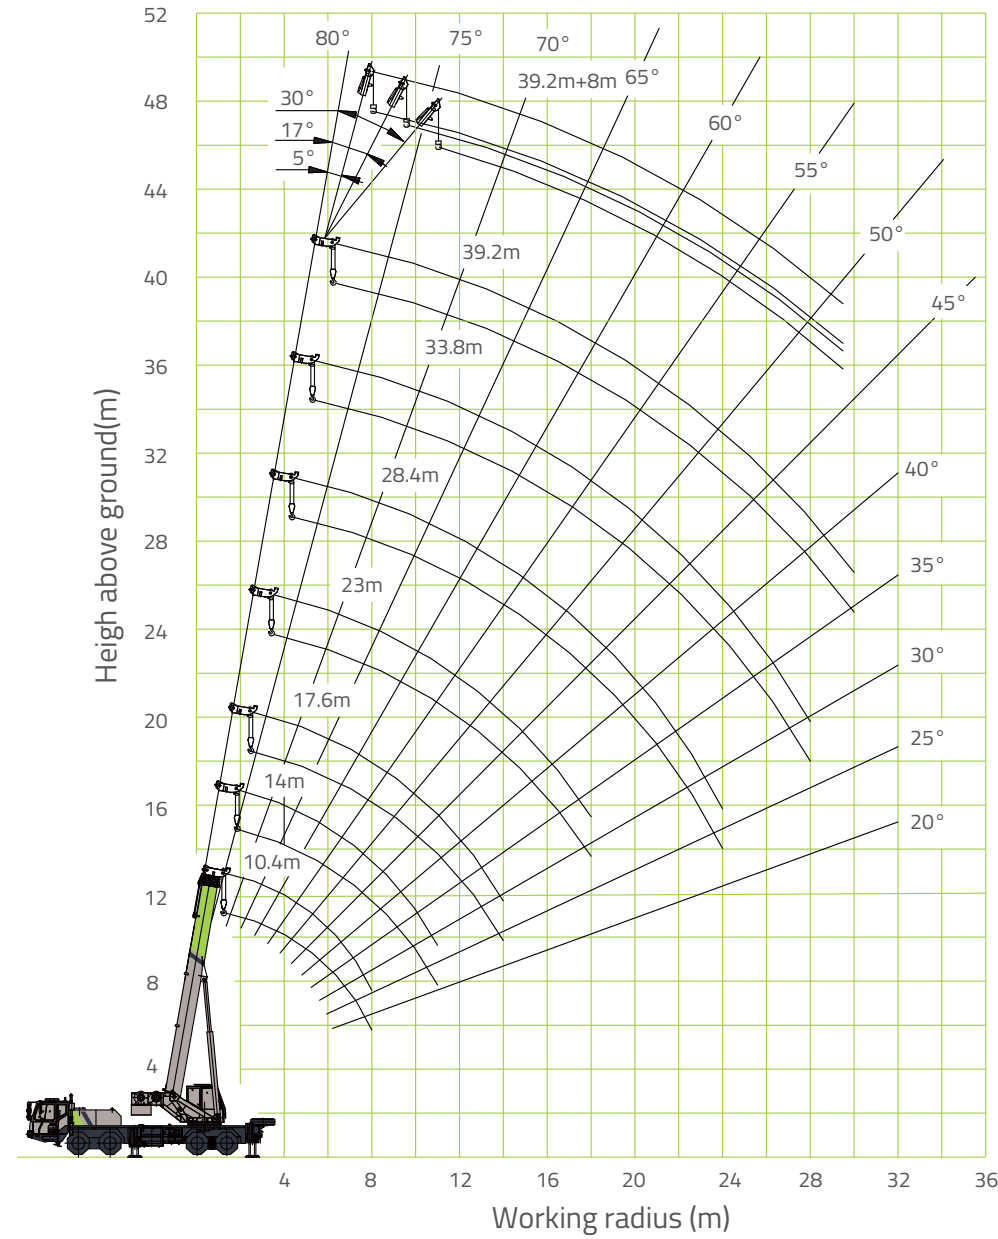 52
80°
75°
70°
39.2m+8m
65°
48
30°
60°
17°
5°
55°
44
50°
39.2m
40
45°
33.8m
36
Heigh above ground(m)
32
40°
28.4m
28
35°
23m
24
30°
17.6m
20
25°
14m
16
20°
10.4m
12
8
4
4 8 12 16 20 24 28 32 36
Working radius (m)